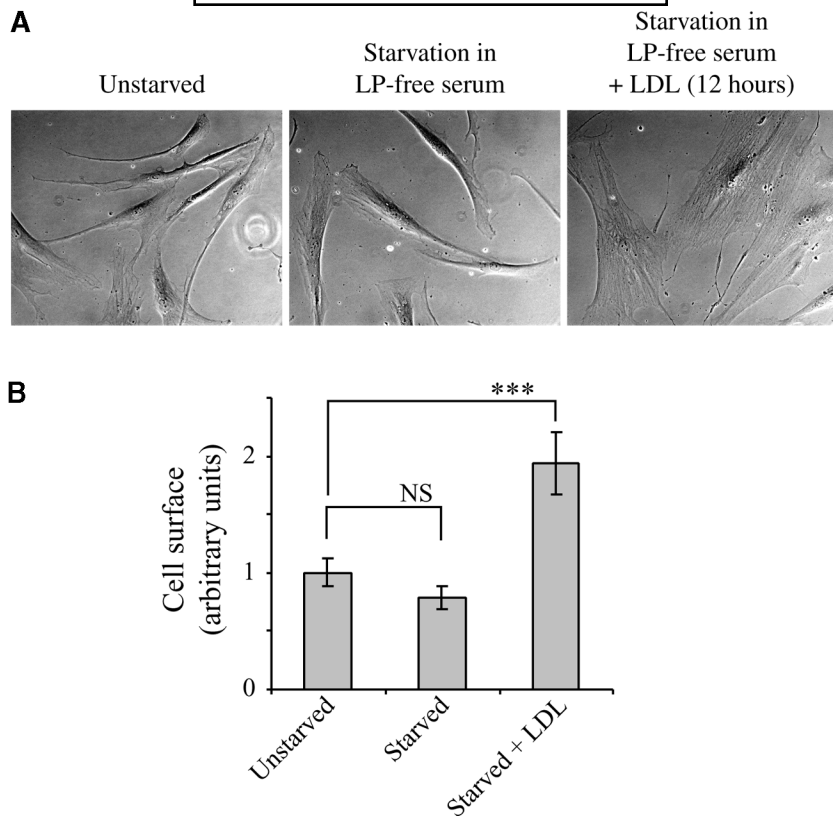 A
Unstarved
Starvation in
LP-free serum
Starvation in
LP-free serum
+ LDL (12 hours)
B
Cell surface
(arbitrary units)
2
1
0
***
NS
Unstarved
Starved
Starved + LDL